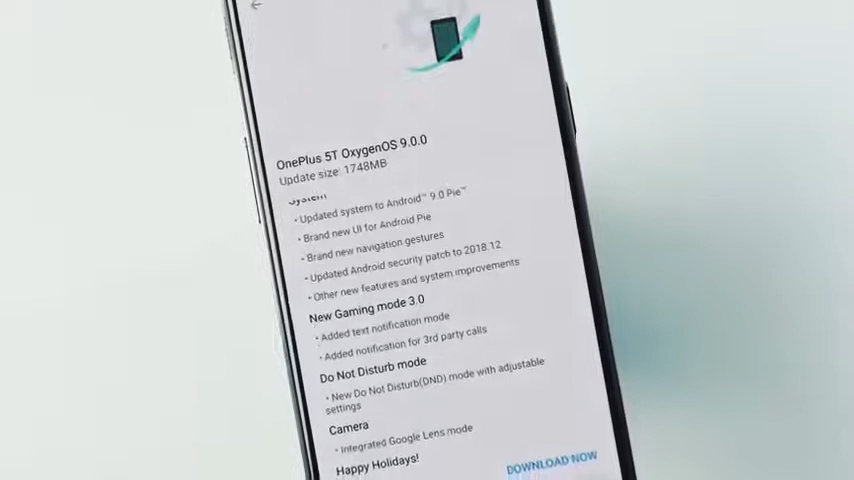 OnePlus 5T OxygenOS 9.0.0
Update size: 1748MB
System
• Updated system to Android™ 9.0 Pie™
• Brand new UI for Android Pie
• Brand new navigation gestures
• Updated Android security patch to 2018.12
• Other new features and system improvements
New Gaming mode 3.0
• Added text notification mode
• Added notification for 3rd party calls
Do Not Disturb mode
• New Do Not Disturb(DND) mode with adjustable
settings
Camera
• Integrated Google Lens mode
Happy Holidays!
DOWNLOAD NOW